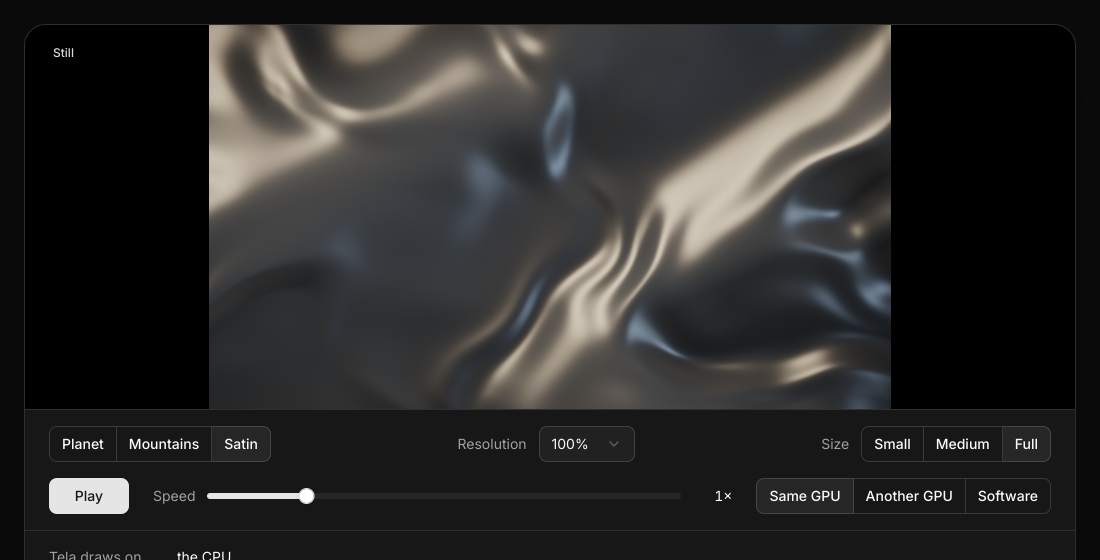 Still
Planet Mountains Satin Resolution 100% Size Small Medium Full
Play Speed 1× Same GPU Another GPU Software
Tela draws on the CPU